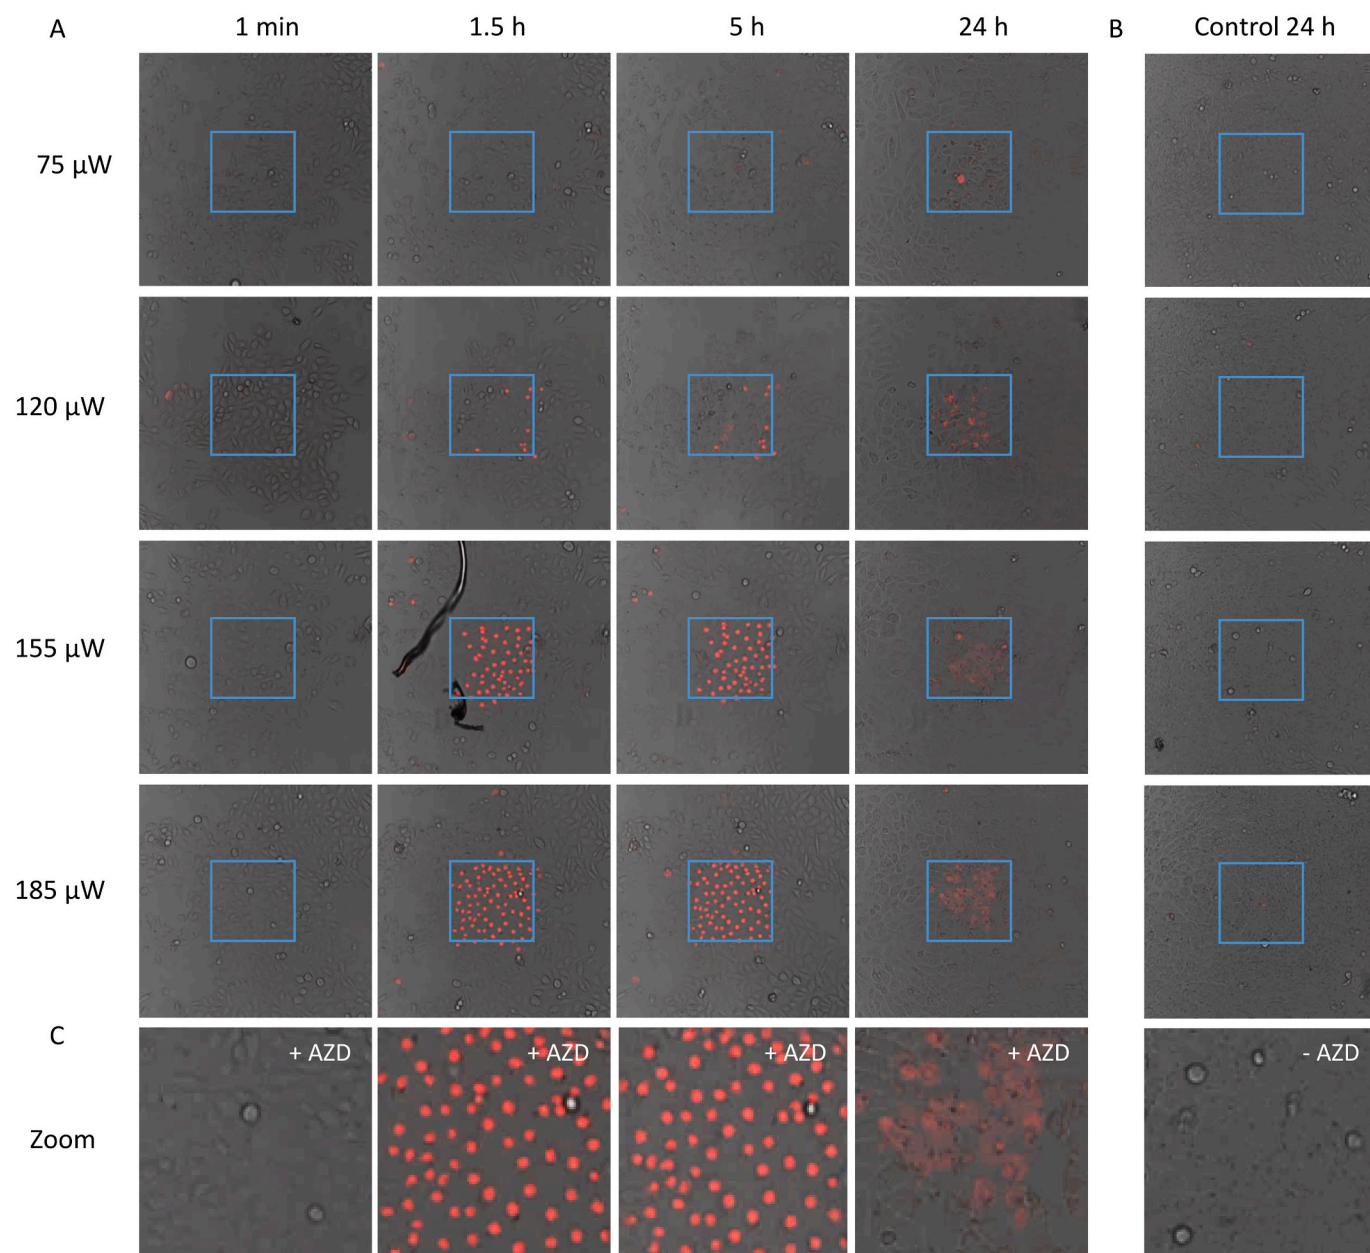 A 1 min 1.5 h 5 h 24 h B Control 24 h
75 µW
120 µW
155 µW
185 µW
C
+ AZD + AZD + AZD + AZD - AZD
Zoom